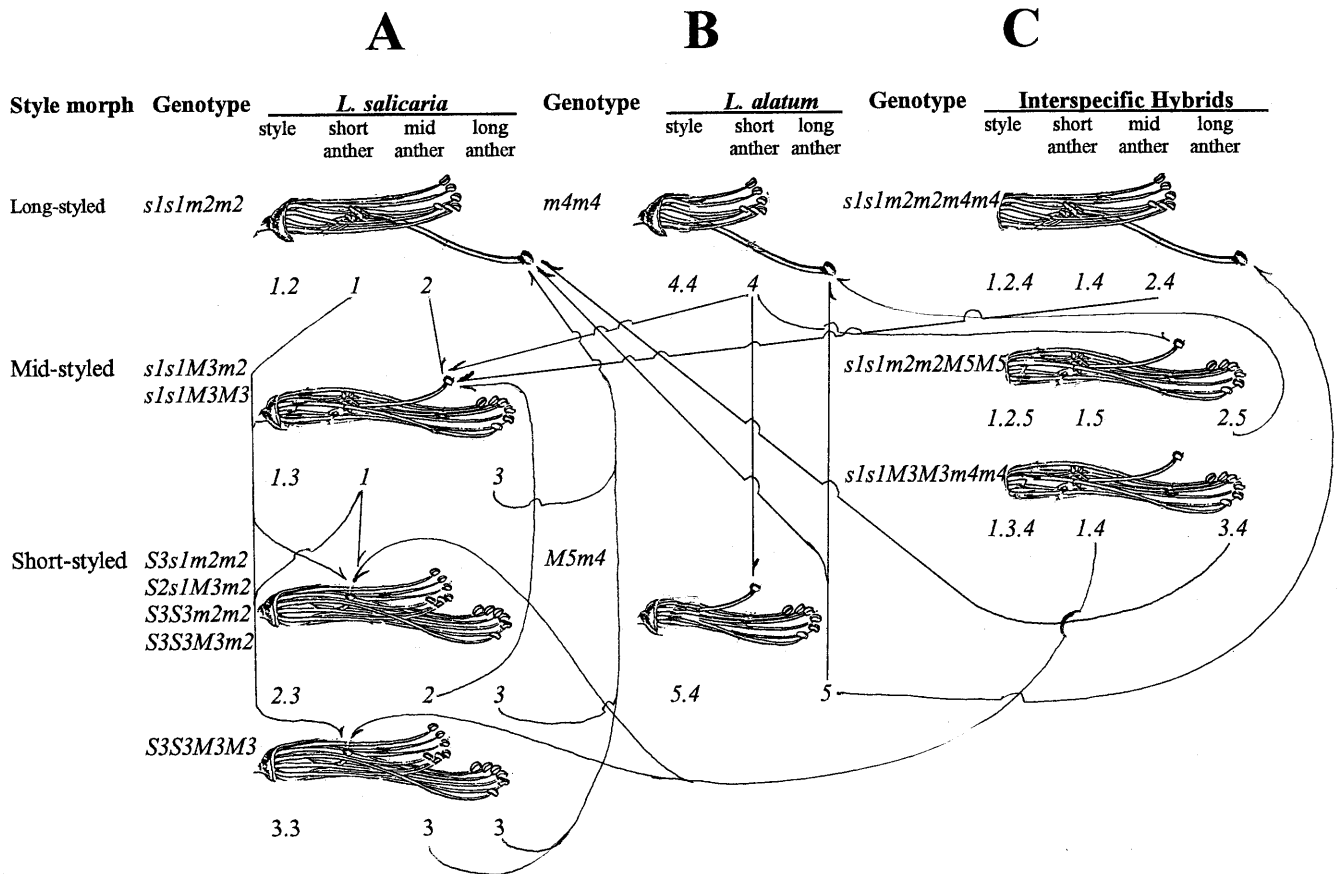 A B C
Style morph Genotype L. salicaria Genotype L. alatum Genotype Interspecific Hybrids
style short anther mid anther long anther style short anther long anther style short anther mid anther long anther
Long-styled s1s1m2m2 m4m4 s1s1m2m2m4m4
1.2 1 2 4.4 4 1.2.4 1.4 2.4
Mid-styled s1s1M3m2 s1s1m2m2M5M5
s1s1M3M3
1.2.5 1.5 2.5
1.3 1 3 s1s1M3M3m4m4
1.3.4 1.4 3.4
Short-styled S3s1m2m2 M5m4
S2s1M3m2
S3S3m2m2
S3S3M3m2
2.3 2 3 5.4 5
S3S3M3M3
3.3 3 3